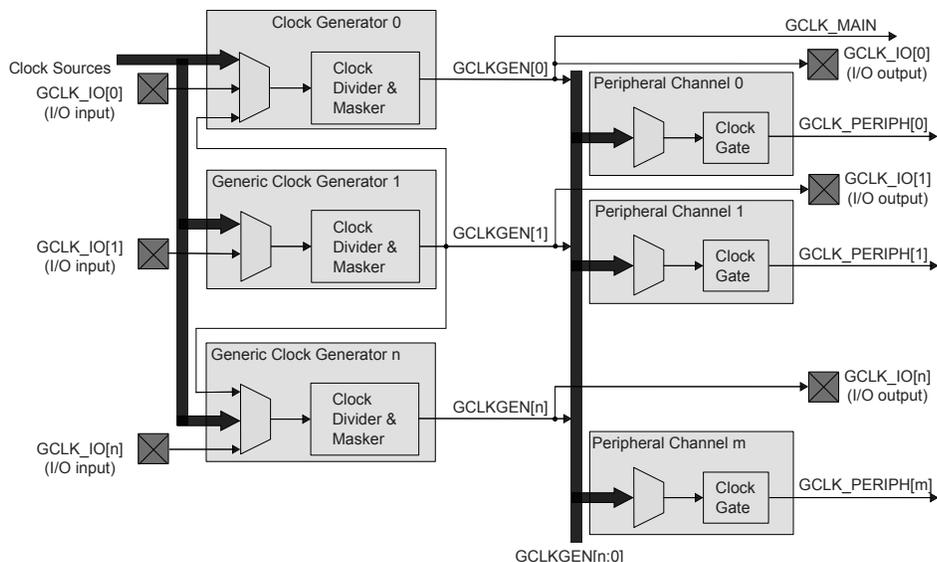 Clock Generator 0
GCLK_MAIN
Clock Sources
GCLK_IO[0]
(I/O input)
Clock
Divider &
Masker
GCLKGEN[0]
GCLK_IO[0]
(I/O output)
Peripheral Channel 0
Clock
Gate
GCLK_PERIPH[0]
Generic Clock Generator 1
GCLK_IO[1]
(I/O input)
Clock
Divider &
Masker
GCLKGEN[1]
GCLK_IO[1]
(I/O output)
Peripheral Channel 1
Clock
Gate
GCLK_PERIPH[1]
Generic Clock Generator n
GCLK_IO[n]
(I/O input)
Clock
Divider &
Masker
GCLKGEN[n]
GCLK_IO[n]
(I/O output)
Peripheral Channel m
Clock
Gate
GCLK_PERIPH[m]
GCLKGEN[n:0]